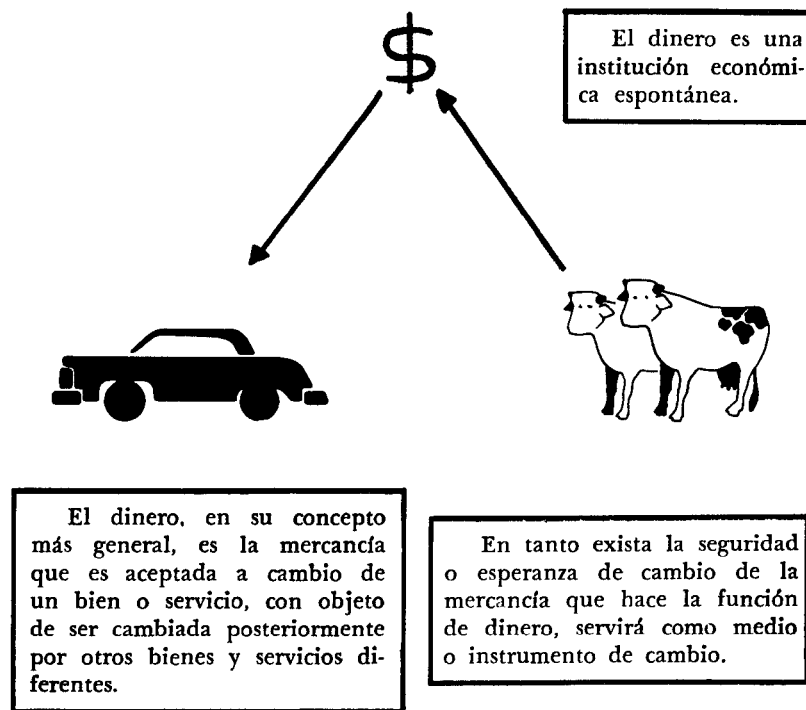 $
El dinero es una
institución económi-
ca espontánea.
El dinero, en su concepto
más general, es la mercancía
que es aceptada a cambio de
un bien o servicio, con objeto
de ser cambiada posteriormente
por otros bienes y servicios di-
ferentes.
En tanto exista la seguridad
o esperanza de cambio de la
mercancía que hace la función
de dinero, servirá como medio
o instrumento de cambio.